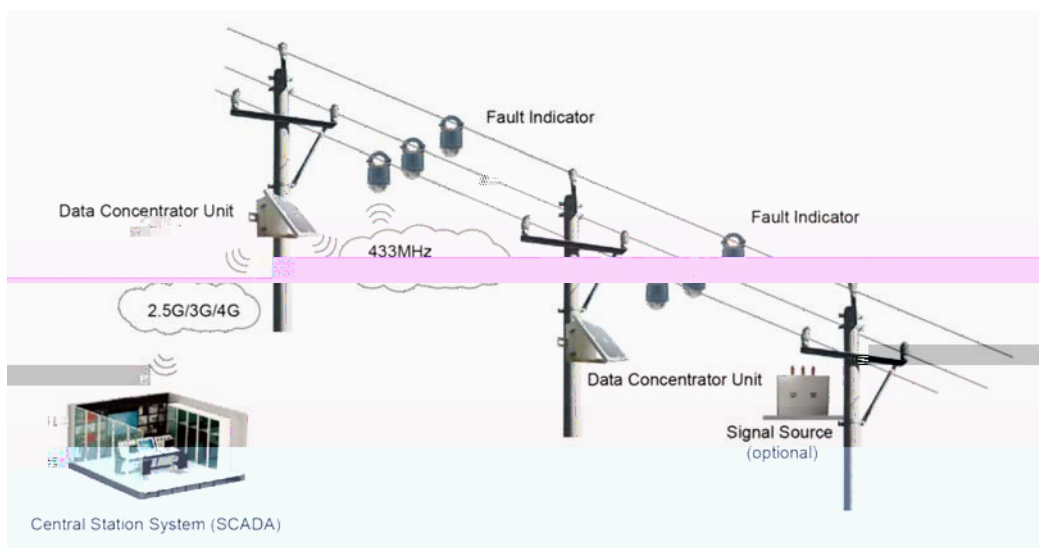 Fault Indicator
Data Concentrator Unit
Fault Indicator
433MHz
2.5G/3G/4G
Data Concentrator Unit
Signal Source
(optional)
Central Station System (SCADA)